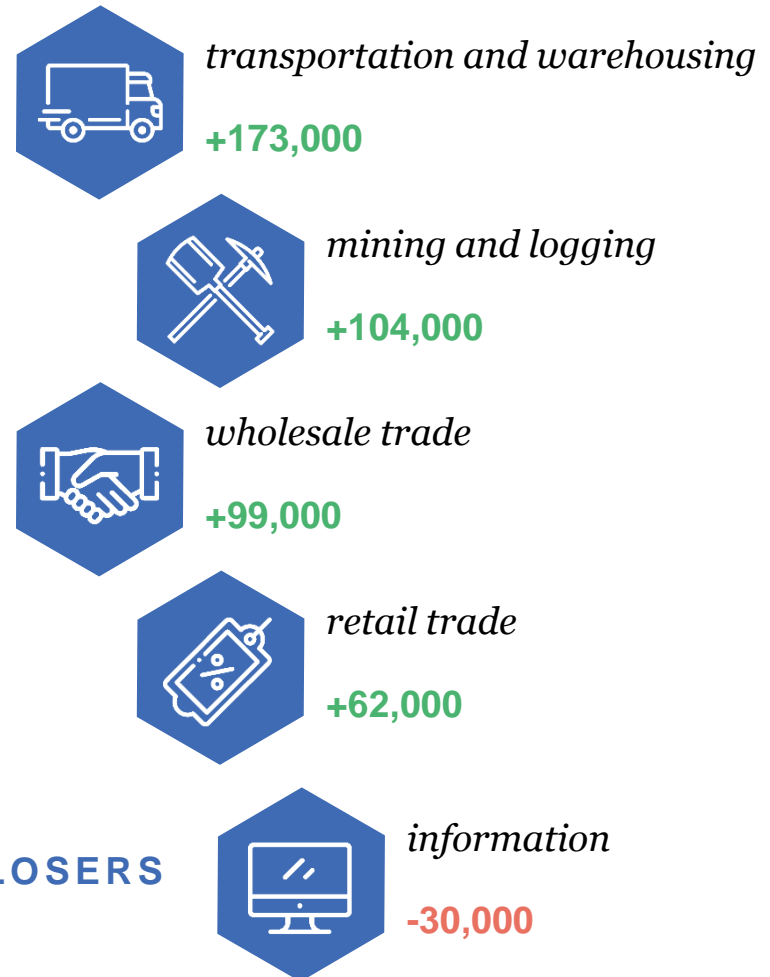 transportation and warehousing
+173,000
mining and logging
+104,000
wholesale trade
+99,000
retail trade
+62,000
%
LOSERS
information
-30,000